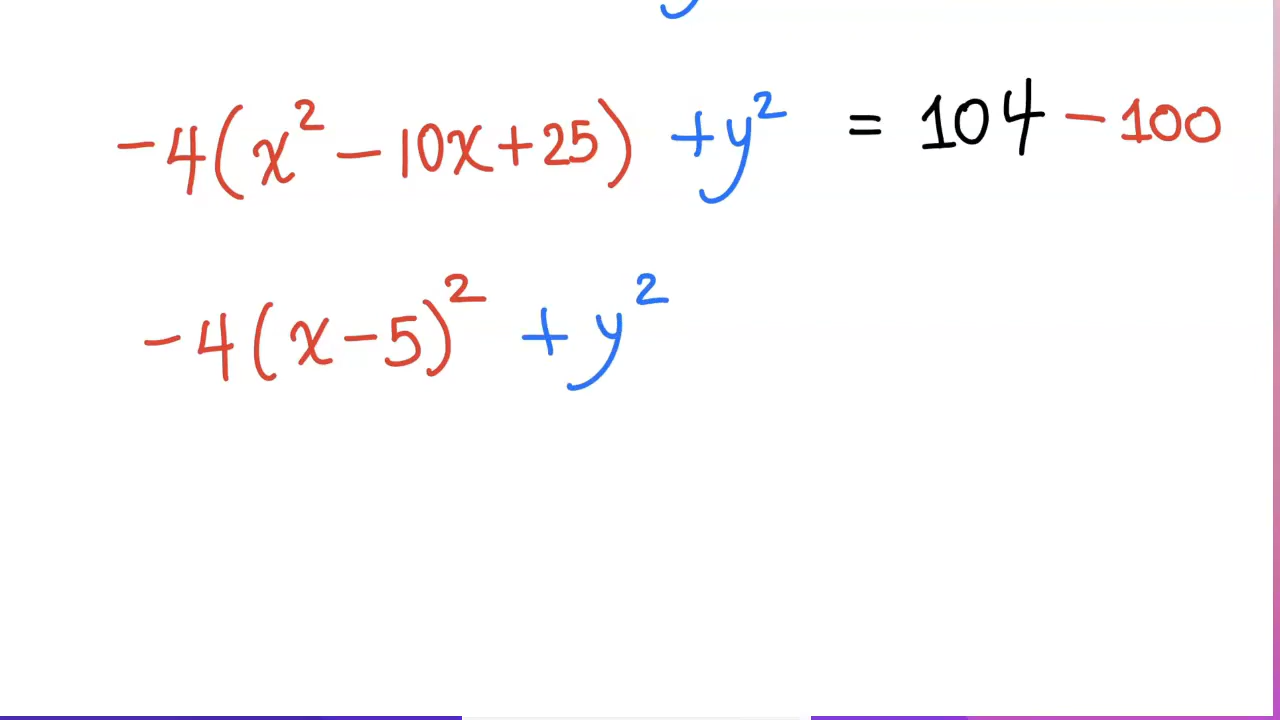 -4(x² - 10x + 25) + y² = 104 - 100
-4(x - 5)² + y²